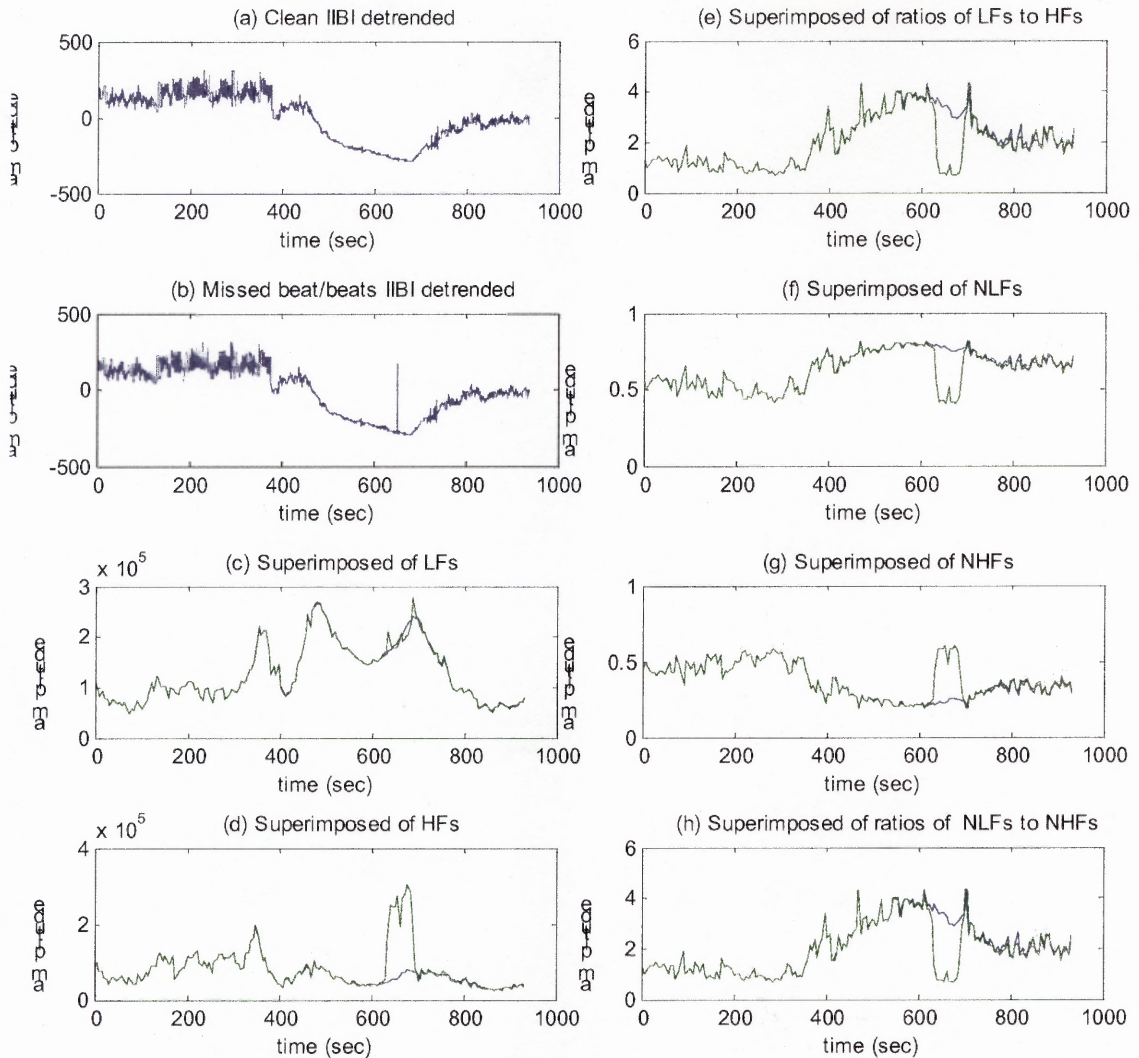 (a) Clean IIBI detrended
500
0
-500
0 200 400 600 800 1000
time (sec)
(b) Missed beat/beats IIBI detrended
500
0
-500
0 200 400 600 800 1000
time (sec)
x 10^5
(c) Superimposed of LFs
3
2
1
0
0 200 400 600 800 1000
time (sec)
x 10^5
(d) Superimposed of HFs
4
2
0
0 200 400 600 800 1000
time (sec)
(e) Superimposed of ratios of LFs to HFs
6
4
2
0
0 200 400 600 800 1000
time (sec)
(f) Superimposed of NLFs
1
0.5
0
0 200 400 600 800 1000
time (sec)
(g) Superimposed of NHFs
1
0.5
0
0 200 400 600 800 1000
time (sec)
(h) Superimposed of ratios of NLFs to NHFs
6
4
2
0
0 200 400 600 800 1000
time (sec)